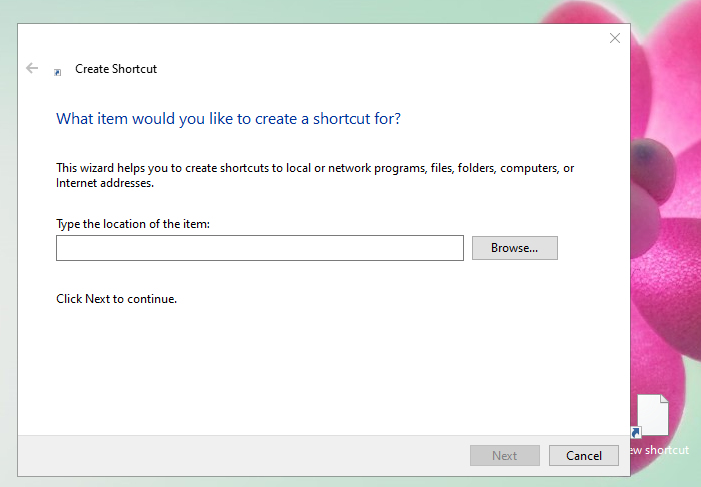 Create Shortcut
What item would you like to create a shortcut for?
This wizard helps you to create shortcuts to local or network programs, files, folders, computers, or
Internet addresses.
Type the location of the item:
Browse...
Click Next to continue.
ew shortcut
Next
Cancel